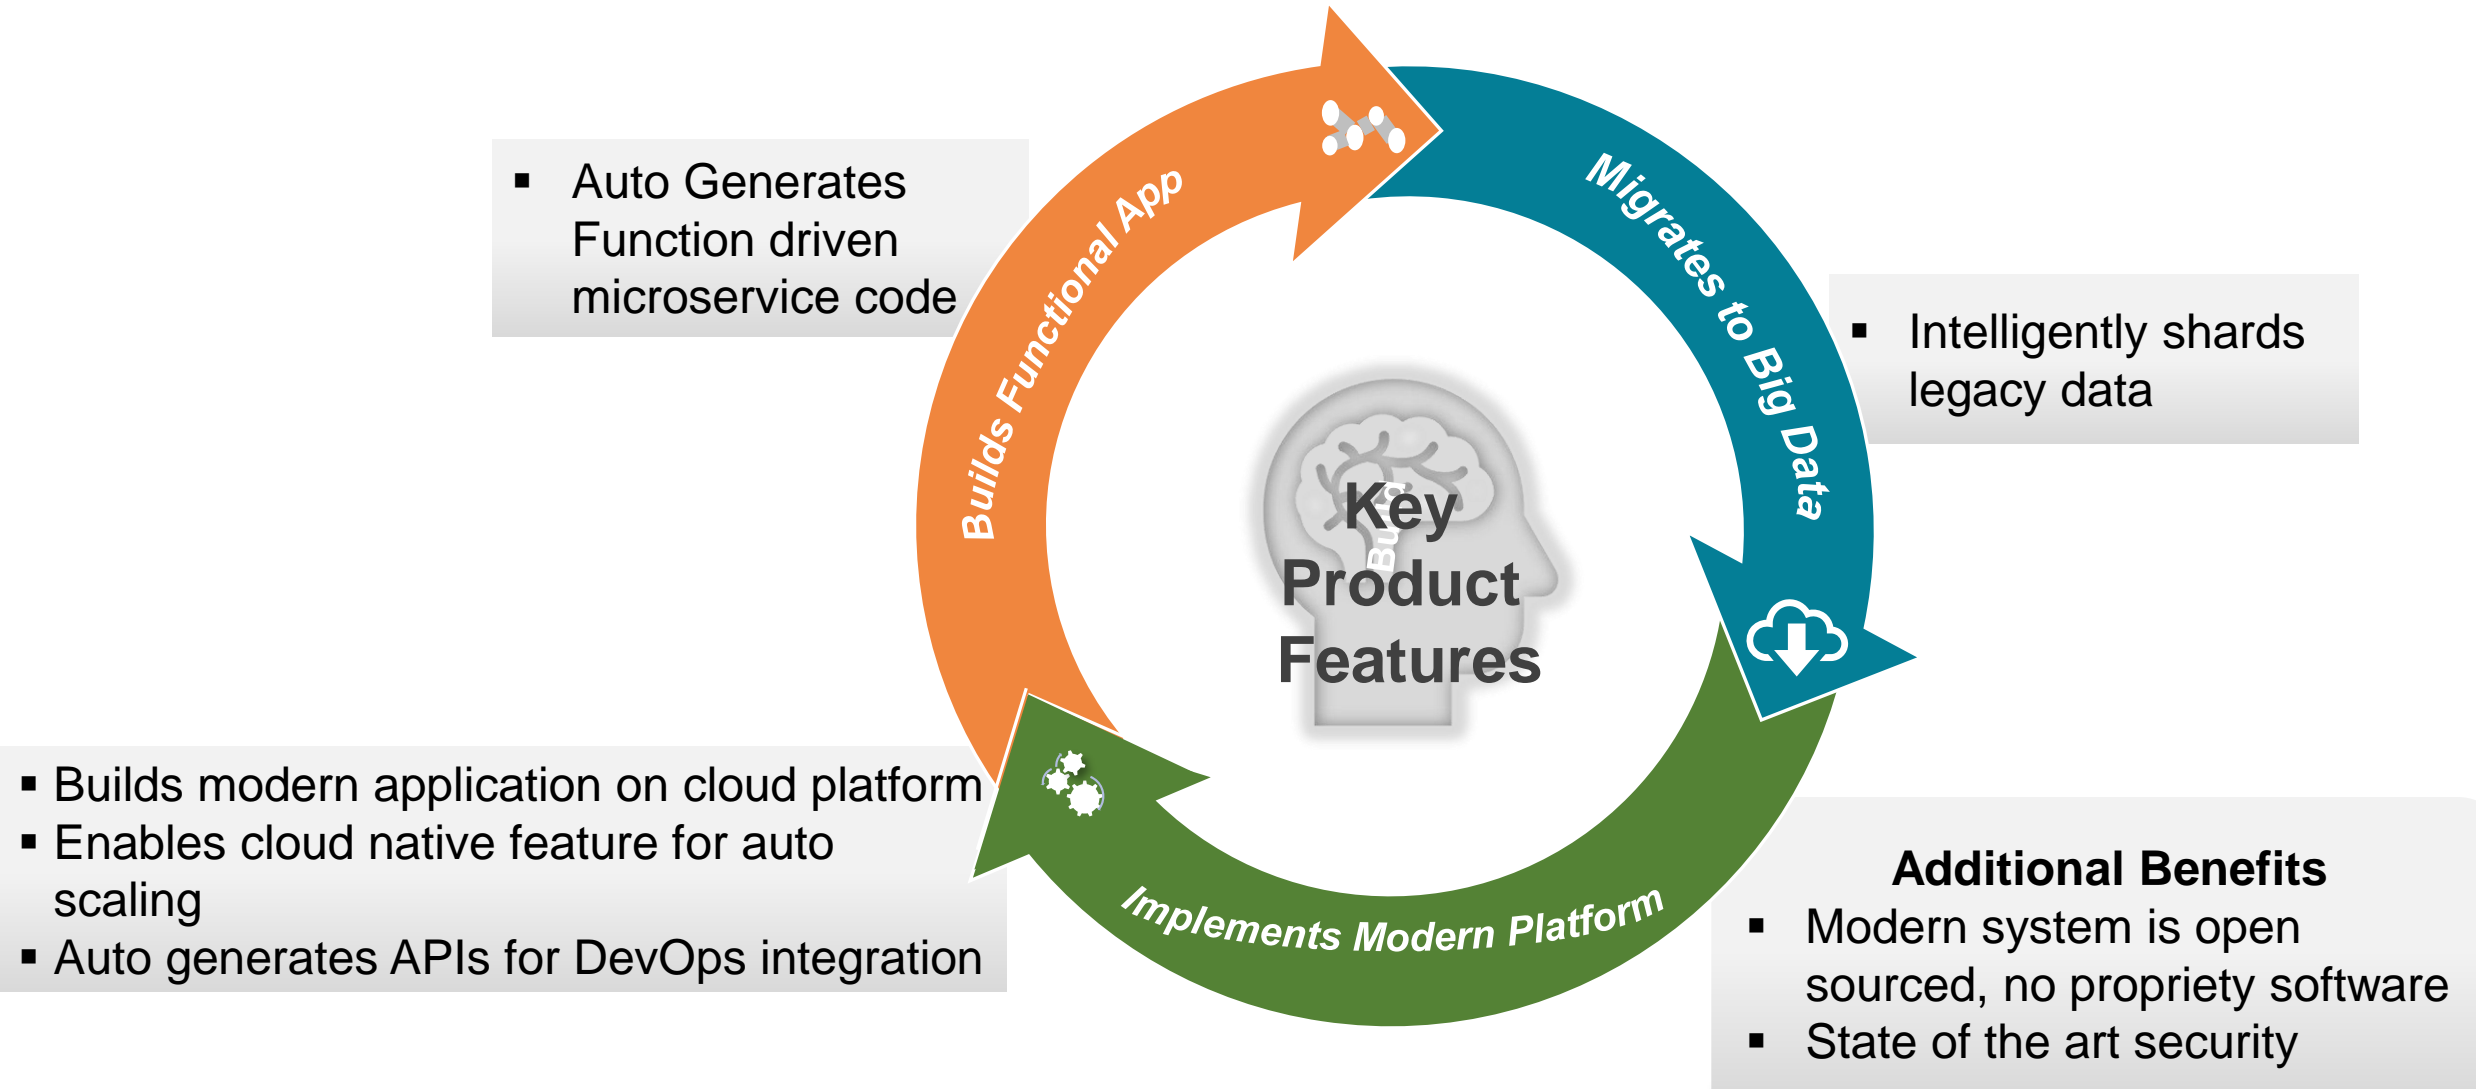 Auto Generates
Function driven
microservice code
Builds Functional App
Migrates to Big Data
Intelligently shards
legacy data
Key
Product
Features
Build
Builds modern application on cloud platform
Enables cloud native feature for auto
scaling
Auto generates APIs for DevOps integration
Implements Modern Platform
Additional Benefits
Modern system is open
sourced, no propriety software
State of the art security